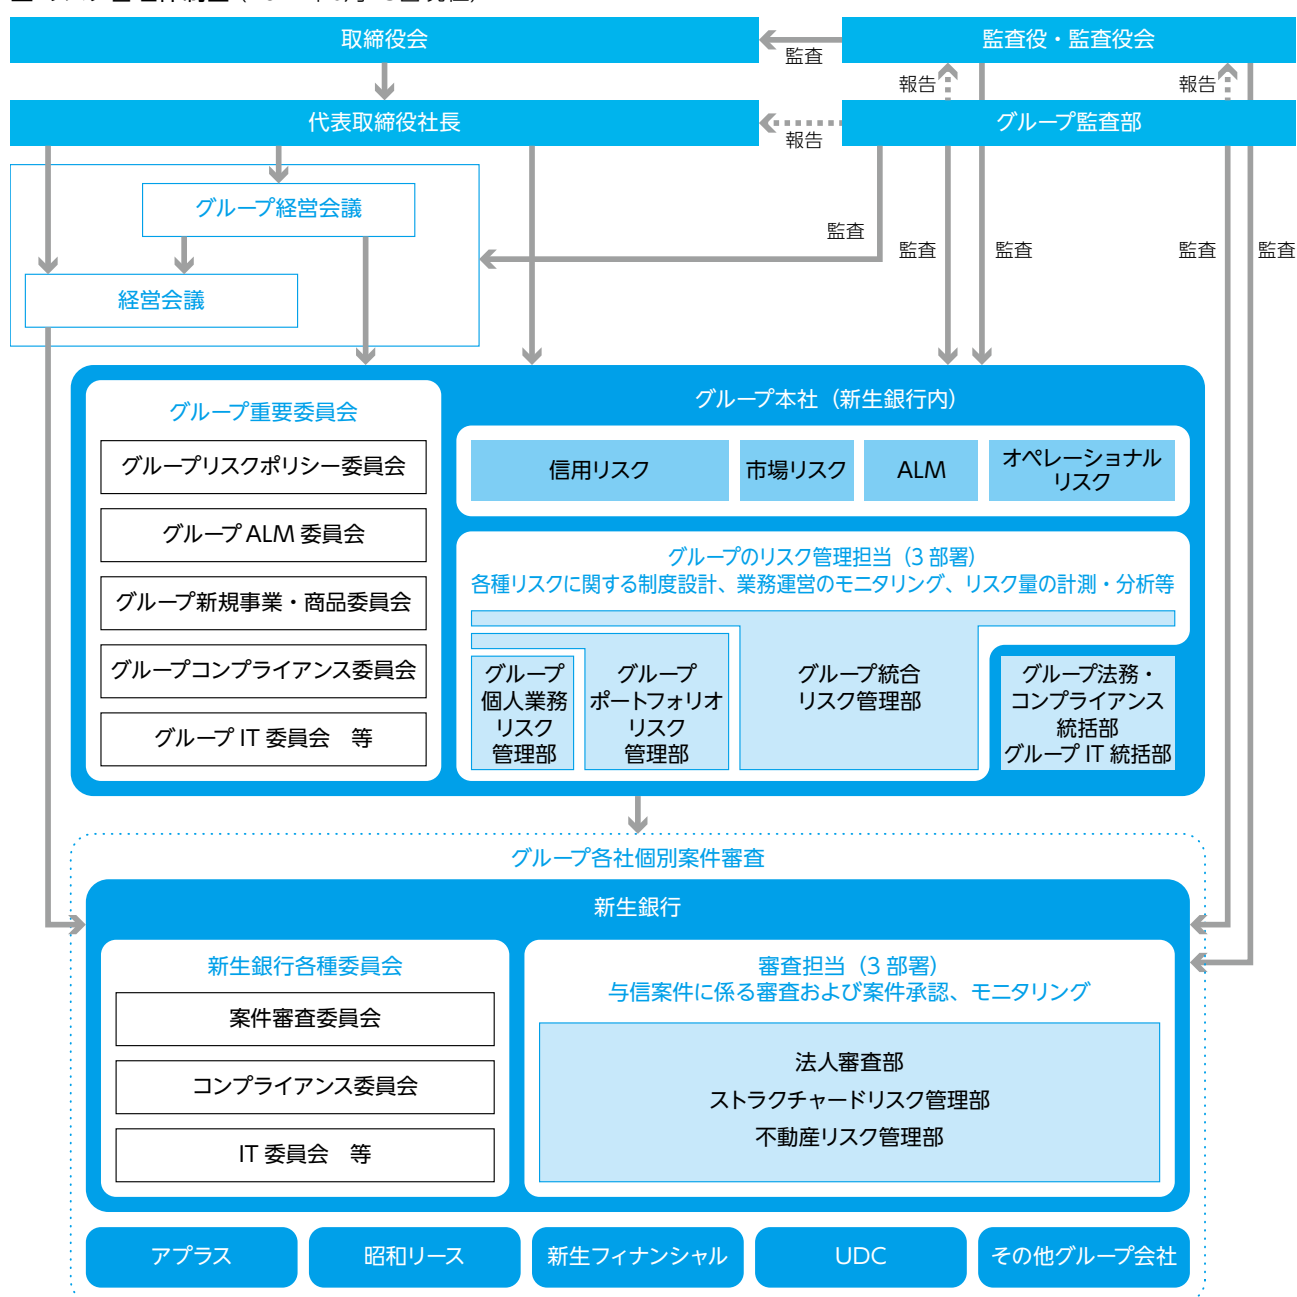 取締役会
監査
監査役・監査役会
報告
報告
代表取締役社長
報告
グループ監査部
グループ経営会議
経営会議
監査
監査
監査
監査
監査
グループ重要委員会
グループリスクポリシー委員会
グループ ALM 委員会
グループ新規事業・商品委員会
グループコンプライアンス委員会
グループ IT 委員会　等
グループ本社（新生銀行内）
信用リスク
市場リスク
ALM
オペレーショナル
リスク
グループのリスク管理担当（3 部署）
各種リスクに関する制度設計、業務運営のモニタリング、リスク量の計測・分析等
グループ
個人業務
リスク
管理部
グループ
ポートフォリオ
リスク
管理部
グループ統合
リスク管理部
グループ法務・
コンプライアンス
統括部
グループ IT 統括部
グループ各社個別案件審査
新生銀行
新生銀行各種委員会
案件審査委員会
コンプライアンス委員会
IT 委員会　等
審査担当（3 部署）
与信案件に係る審査および案件承認、モニタリング
法人審査部
ストラクチャードリスク管理部
不動産リスク管理部
アプラス
昭和リース
新生フィナンシャル
UDC
その他グループ会社